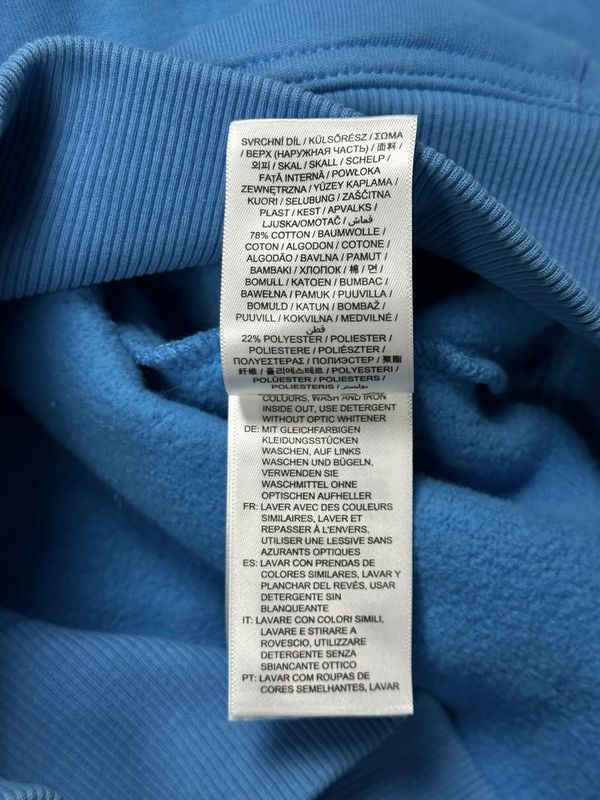 SVRCHNÍ DÍL / KÜLSŐRÉSZ / ΣΩΜΑ
/ ВЕРХ (НАРУЖНАЯ ЧАСТЬ) / 面料 /
외피 / SKAL / SKALL / SCHELP /
FAȚĂ INTERNĂ / POWŁOKA
ZEWNĘTRZNA / YÜZEY KAPLAMA /
KUORI / SELUBUNG / ZAŠČITNA
PLAST / KEST / APVALKS /
LJUSKA/OMOTAČ / قماش /
78% COTTON / BAUMWOLLE /
COTON / ALGODON / COTONE /
ALGODÃO / BAVLNA / PAMUT /
ΒΑΜΒΑΚΙ / ХЛОПОК / 棉 / 면 /
BOMULL / KATOEN / BUMBAC /
BAWEŁNA / PAMUK / PUUVILLA /
BOMULD / KATUN / BOMBAŽ /
PUUVILL / KOKVILNA / MEDVILNĖ /
قطن
22% POLYESTER / POLIESTER /
POLIESTERE / POLIÉSZTER /
ΠΟΛΥΕΣΤΕΡΑΣ / ПОЛИЭСТЕР / 聚酯
纤维 / 폴리에스테르 / POLYESTERI /
POLÜESTER / POLIESTERS /
POLIESTERIS / بوليستر
COLOURS, WASH AND IRON
INSIDE OUT, USE DETERGENT
WITHOUT OPTIC WHITENER
DE: MIT GLEICHFARBIGEN
KLEIDUNGSSTÜCKEN
WASCHEN, AUF LINKS
WASCHEN UND BÜGELN,
VERWENDEN SIE
WASCHMITTEL OHNE
OPTISCHEN AUFHELLER
FR: LAVER AVEC DES COULEURS
SIMILAIRES, LAVER ET
REPASSER À L'ENVERS,
UTILISER UNE LESSIVE SANS
AZURANTS OPTIQUES
ES: LAVAR CON PRENDAS DE
COLORES SIMILARES, LAVAR Y
PLANCHAR DEL REVÉS, USAR
DETERGENTE SIN
BLANQUEANTE
IT: LAVARE CON COLORI SIMILI,
LAVARE E STIRARE A
ROVESCIO, UTILIZZARE
DETERGENTE SENZA
SBIANCANTE OTTICO
PT: LAVAR COM ROUPAS DE
CORES SEMELHANTES, LAVAR